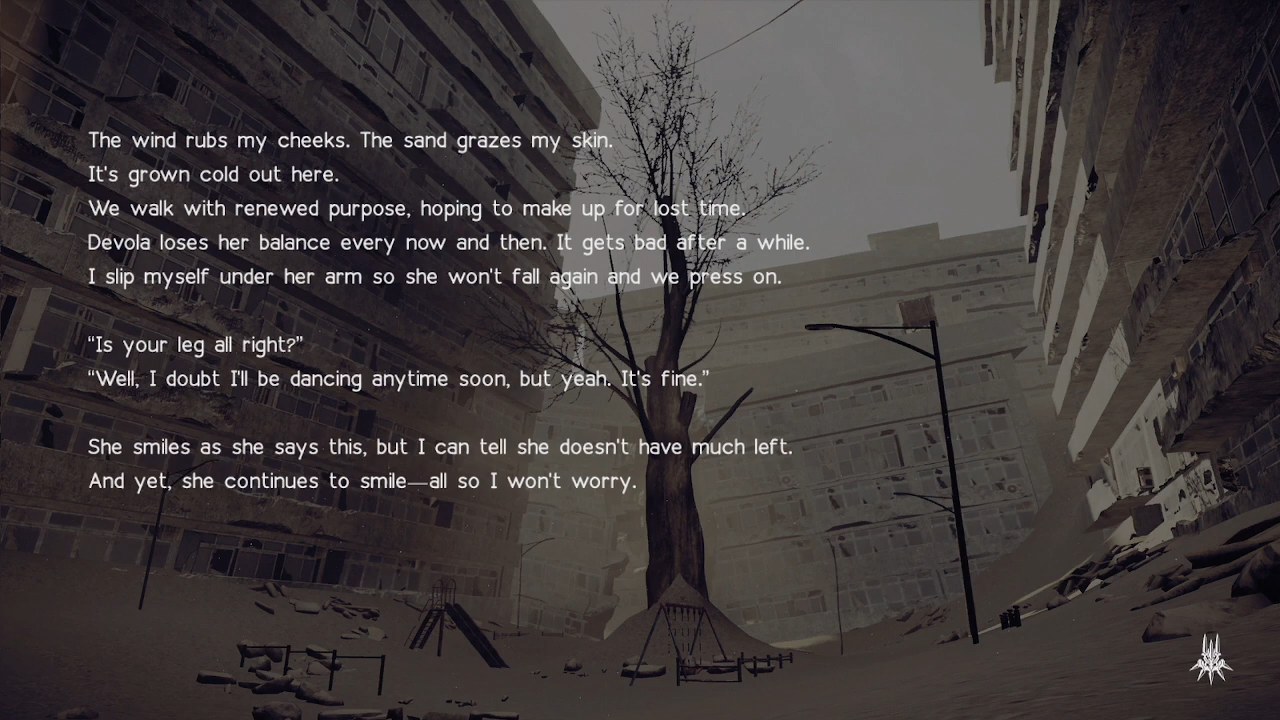 The wind rubs my cheeks. The sand grazes my skin.
It's grown cold out here.
We walk with renewed purpose, hoping to make up for lost time.
Devola loses her balance every now and then. It gets bad after a while.
I slip myself under her arm so she won't fall again and we press on.
“Is your leg all right?”
“Well, I doubt I'll be dancing anytime soon, but yeah. It's fine.”
She smiles as she says this, but I can tell she doesn't have much left.
And yet, she continues to smile—all so I won't worry.